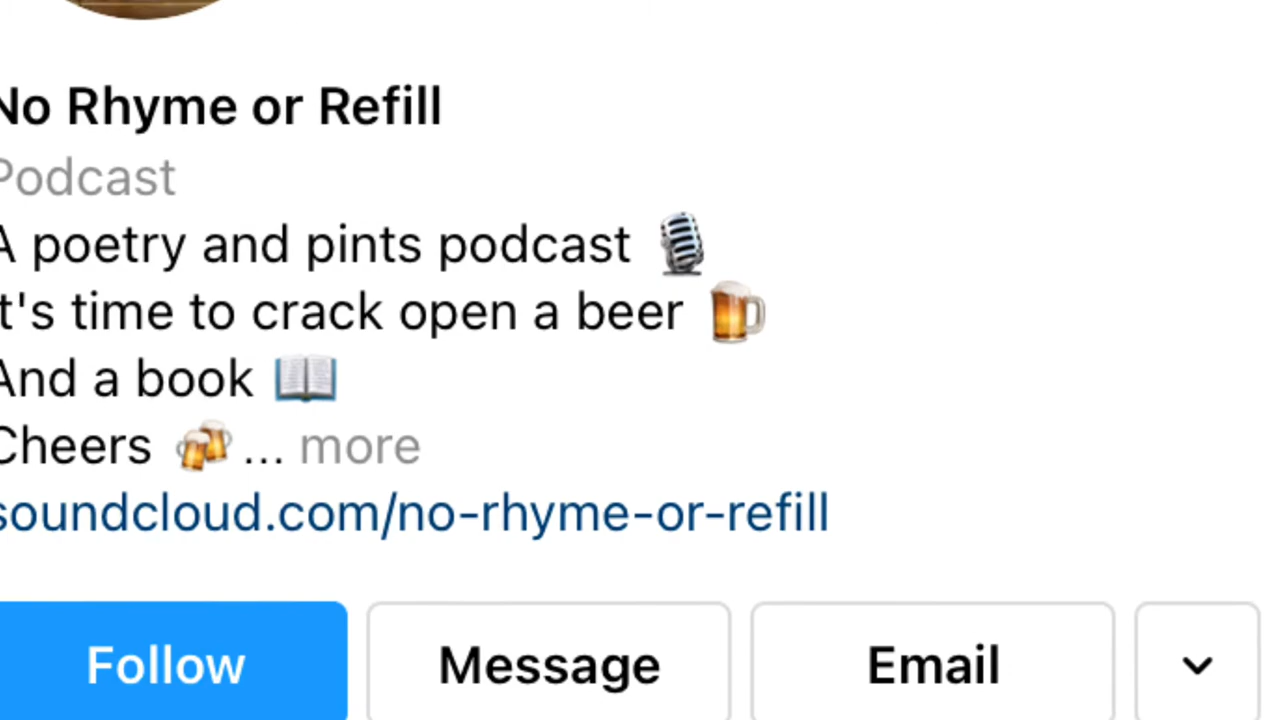 No Rhyme or Refill
Podcast
A poetry and pints podcast 🎙️
It's time to crack open a beer 🍺
And a book 📖
Cheers 🍻... more
soundcloud.com/no-rhyme-or-refill
Follow
Message
Email